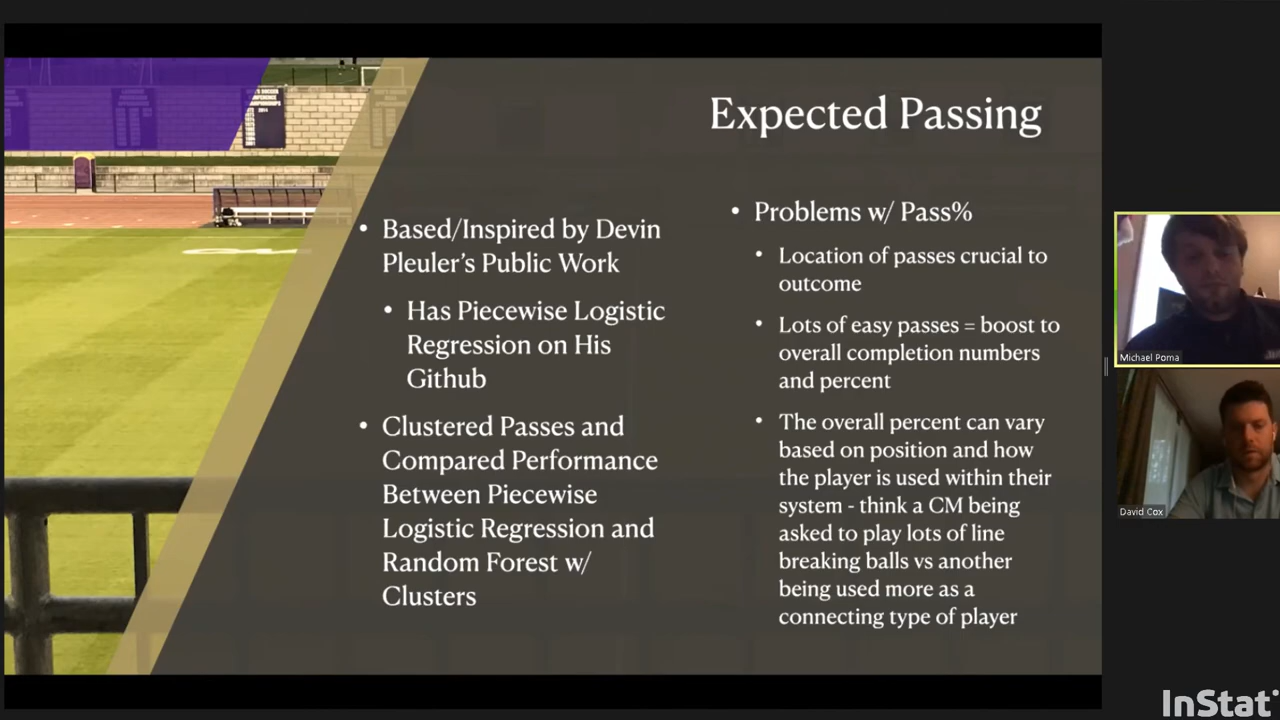 Expected Passing
• Based/Inspired by Devin
Pleuler's Public Work
• Has Piecewise Logistic
Regression on His
Github
• Clustered Passes and
Compared Performance
Between Piecewise
Logistic Regression and
Random Forest w/
Clusters
• Problems w/ Pass%
• Location of passes crucial to
outcome
• Lots of easy passes = boost to
overall completion numbers
and percent
• The overall percent can vary
based on position and how
the player is used within their
system - think a CM being
asked to play lots of line
breaking balls vs another
being used more as a
connecting type of player
Michael Poma
David Cox
InStat